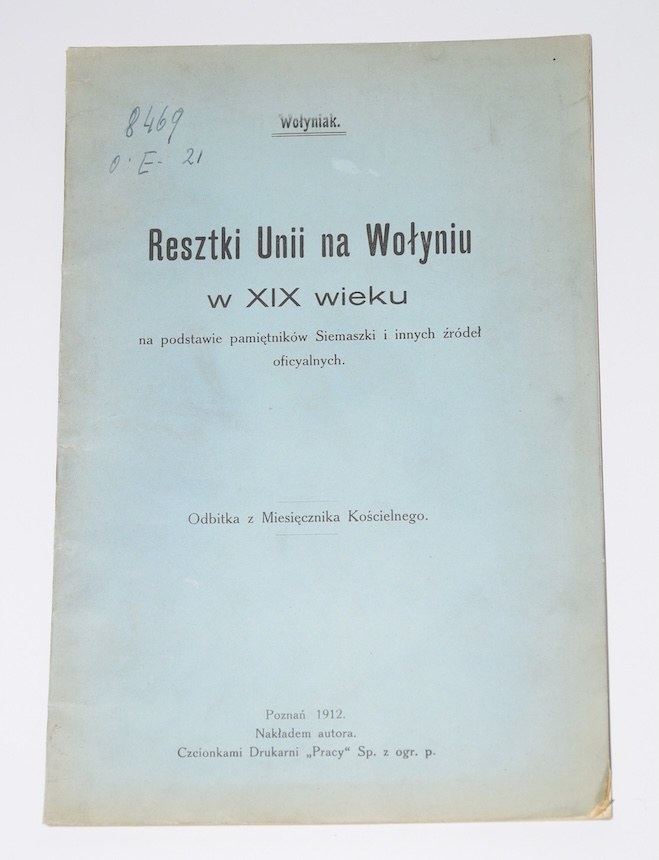 8469
O. E- 21
Wołyniak.
Resztki Unii na Wołyniu
w XIX wieku
na podstawie pamiętników Siemaszki i innych źródeł
oficyalnych.
Odbitka z Miesięcznika Kościelnego.
Poznań 1912.
Nakładem autora.
Czcionkami Drukarni „Pracy“ Sp. z ogr. p.